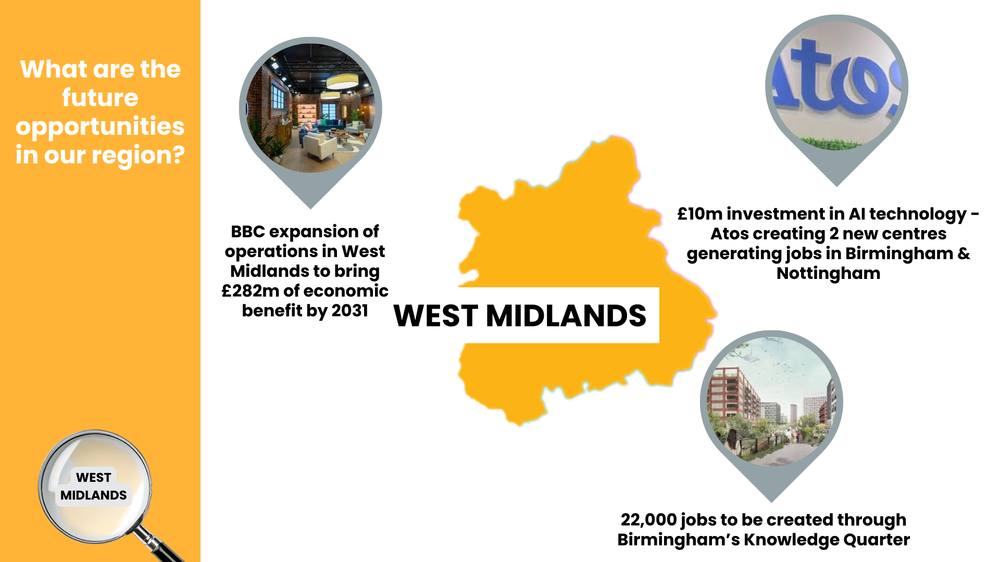 What are the
future
opportunities
in our region?
WEST
MIDLANDS
BBC expansion of
operations in West
Midlands to bring
£282m of economic
benefit by 2031
WEST MIDLANDS
Atos
£10m investment in AI technology -
Atos creating 2 new centres
generating jobs in Birmingham &
Nottingham
22,000 jobs to be created through
Birmingham’s Knowledge Quarter